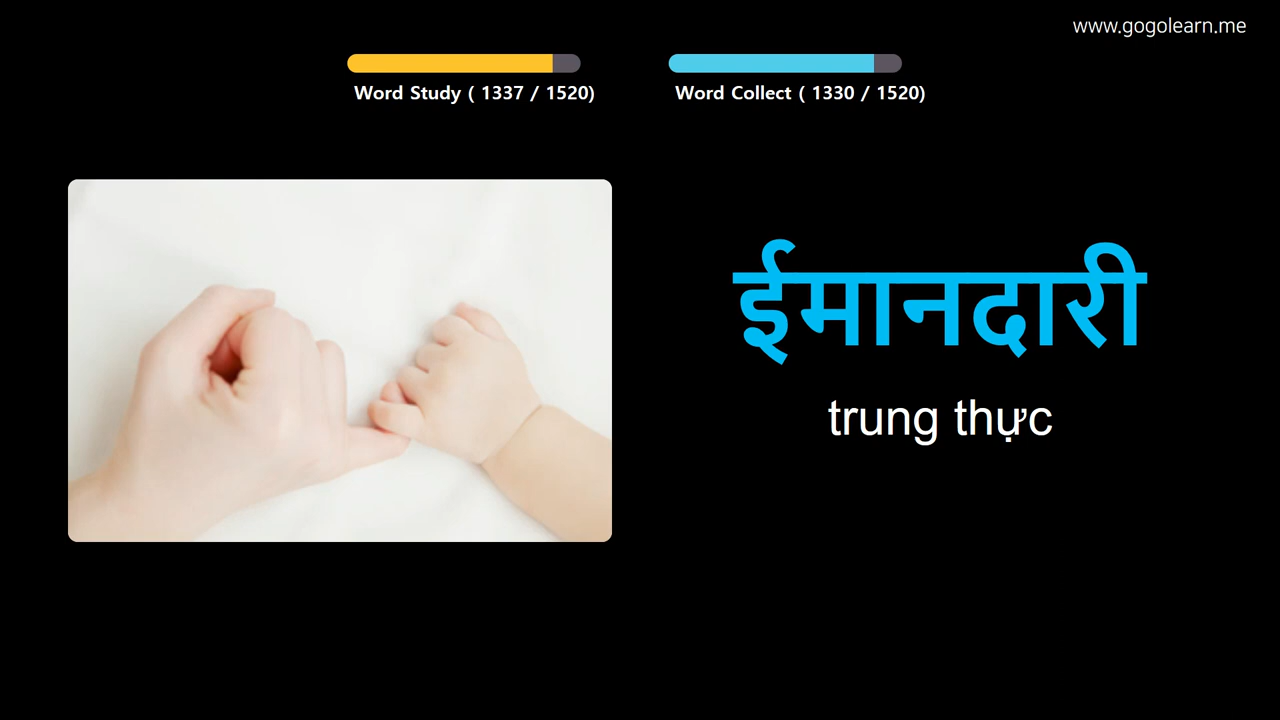 www.gogolearn.me
Word Study ( 1337 / 1520)
Word Collect ( 1330 / 1520)
ईमानदारी
trung thực